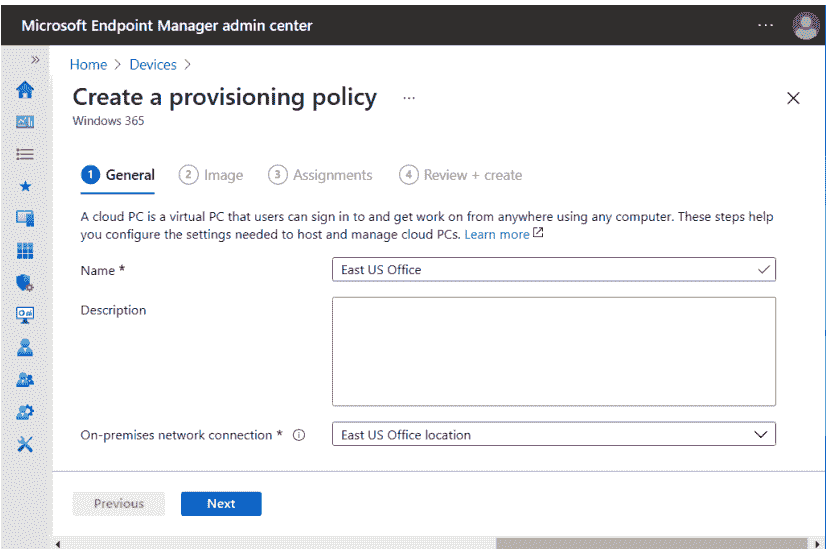 Microsoft Endpoint Manager admin center ...
»
Home > Devices >
Create a provisioning policy ...
Windows 365
1 General 2 Image 3 Assignments 4 Review + create
A cloud PC is a virtual PC that users can sign in to and get work on from anywhere using any computer. These steps help
you configure the settings needed to host and manage cloud PCs. Learn more
Name * East US Office
Description
On-premises network connection * East US Office location
Previous Next